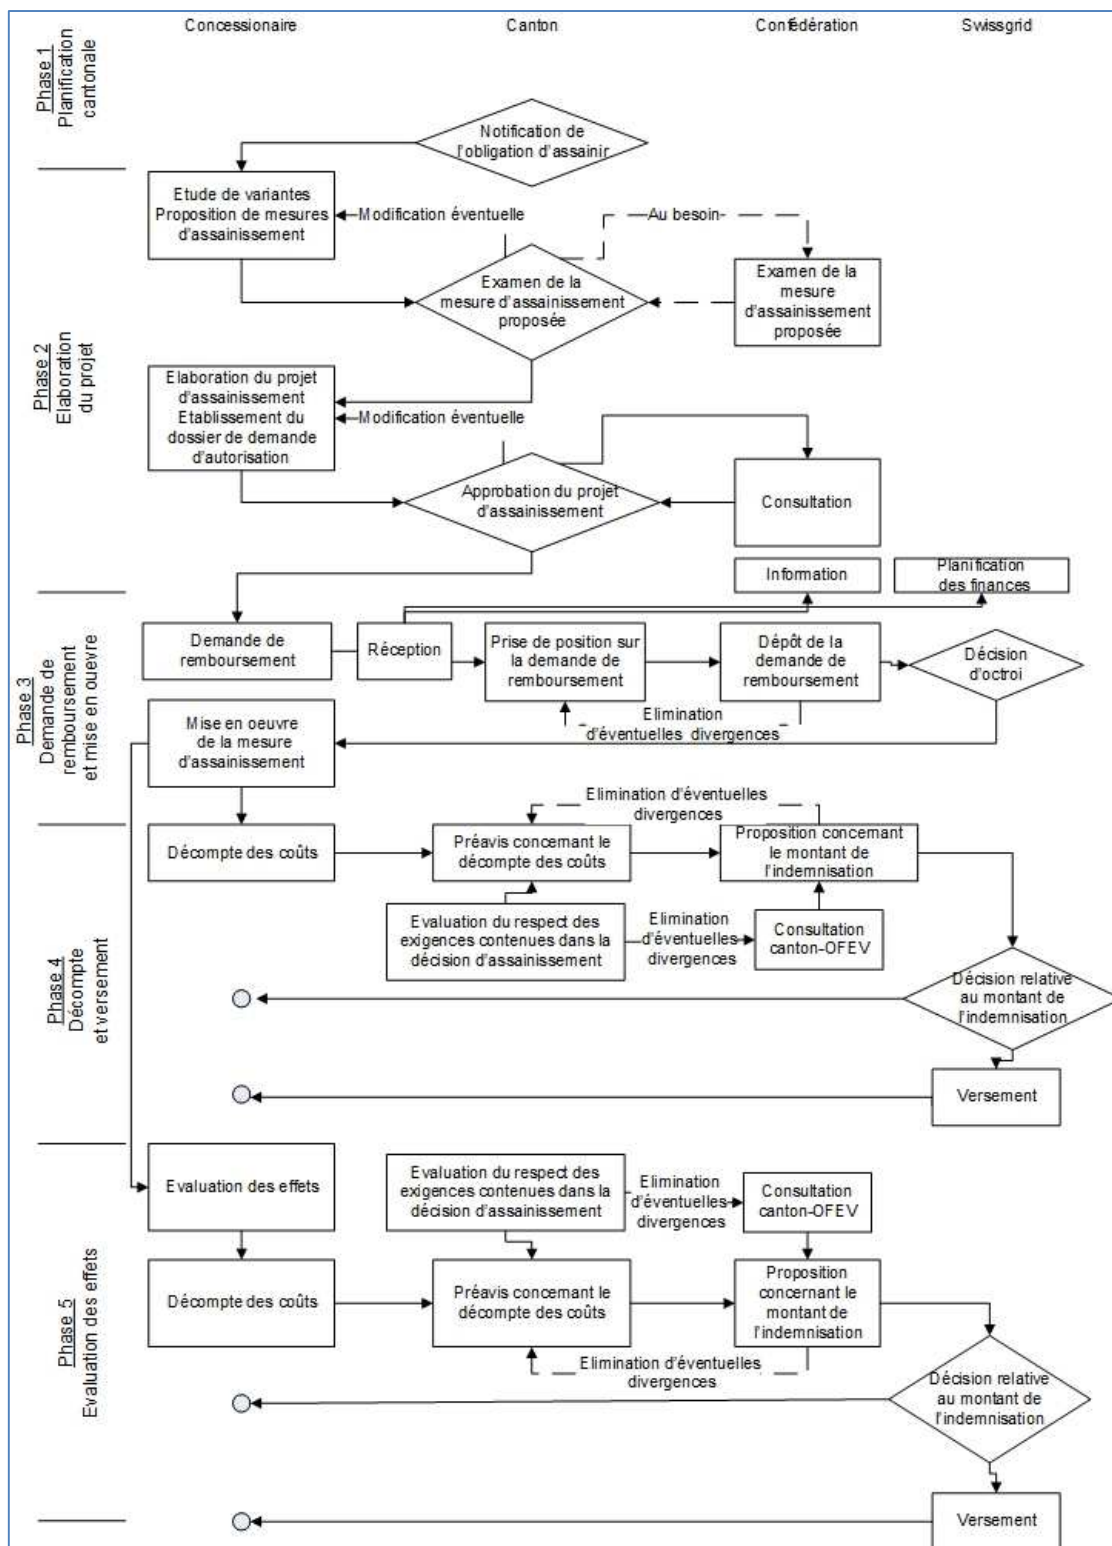 Concessionaire
Canton
Confédération
Swissgrid
Phase 1
Planification
cantonale
Notification de
l'obligation d'assainir
Phase 2
Elaboration
du projet
Etude de variantes
Proposition de mesures
d'assainissement
Modification éventuelle
Au besoin
Examen de la
mesure d'assainissement
proposée
Examen de la
mesure
d'assainissement
proposée
Elaboration du projet
d'assainissement
Etablissement du
dossier de demande
d'autorisation
Modification éventuelle
Approbation du projet
d'assainissement
Consultation
Information
Planification
des finances
Phase 3
Demande de
remboursement
et mise en ouevre
Demande de
remboursement
Réception
Prise de position sur
la demande de
remboursement
Dépôt de la
demande de
remboursement
Décision
d'octroi
Elimination
d'éventuelles divergences
Mise en oeuvre
de la mesure
d'assainissement
Elimination d'éventuelles
divergences
Phase 4
Décompte
et versement
Décompte des coûts
Préavis concernant le
décompte des coûts
Proposition concernant
le montant de
l'indemnisation
Evaluation du respect des
exigences contenues dans la
décision d'assainissement
Elimination
d'éventuelles
divergences
Consultation
canton-OFEV
Décision relative
au montant de
l'indemnisation
Versement
Phase 5
Evaluation des effets
Evaluation des effets
Evaluation du respect des
exigences contenues dans la
décision d'assainissement
Elimination
d'éventuelles
divergences
Consultation
canton-OFEV
Décompte des coûts
Préavis concernant le
décompte des coûts
Proposition
concernant le
montant de
l'indemnisation
Elimination d'éventuelles
divergences
Décision relative
au montant de
l'indemnisation
Versement